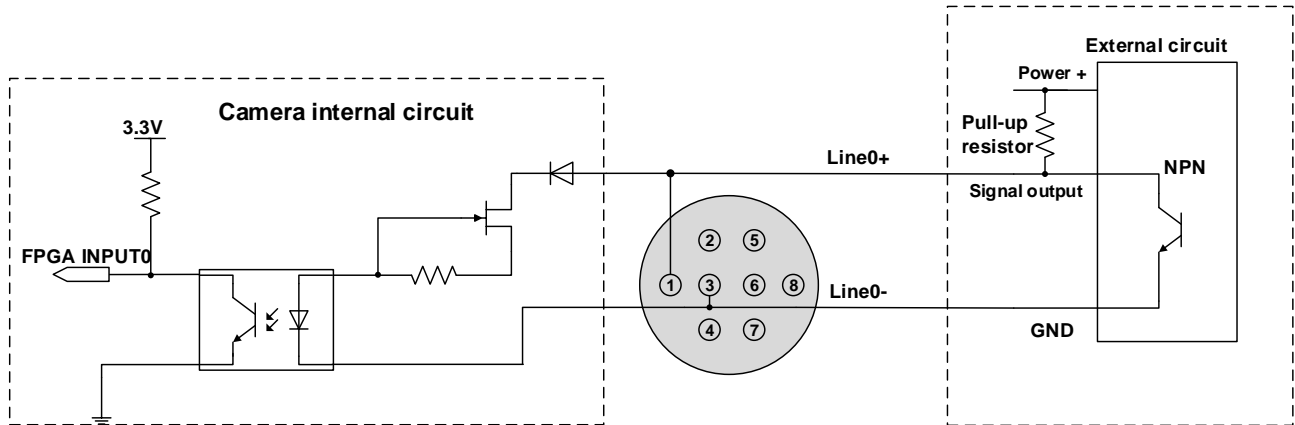 External circuit
Power +
Camera internal circuit
3.3V
Pull-up
resistor
Line0+
NPN
Signal output
2 5
FPGA INPUT0
1 3 6 8
Line0-
4 7
GND